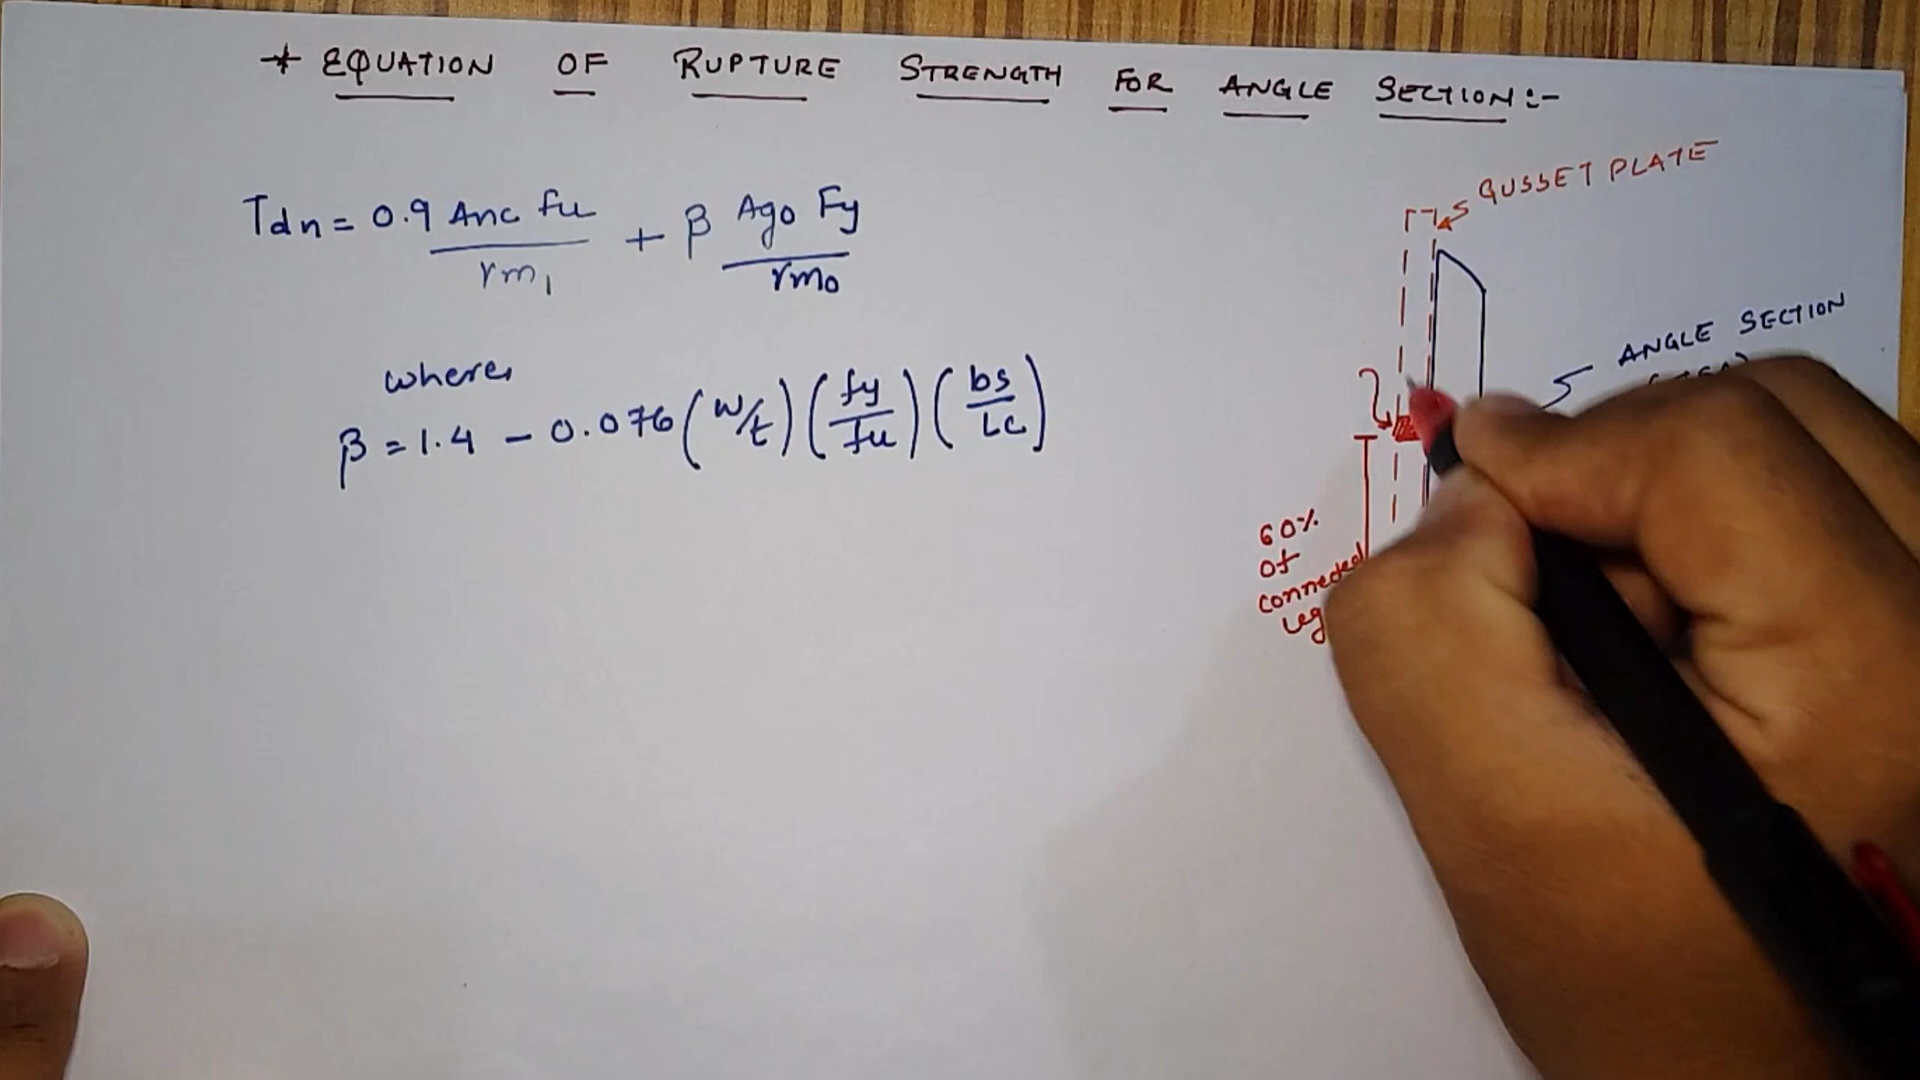 * EQUATION OF RUPTURE STRENGTH FOR ANGLE SECTION :-
GUSSET PLATE
Tdn = 0.9 Anc fu / γm1 + β Ago Fy / γm0
ANGLE SECTION
where,
β = 1.4 - 0.076 (w/t) (fy/fu) (bs/Lc)
60%
of
connected
leg